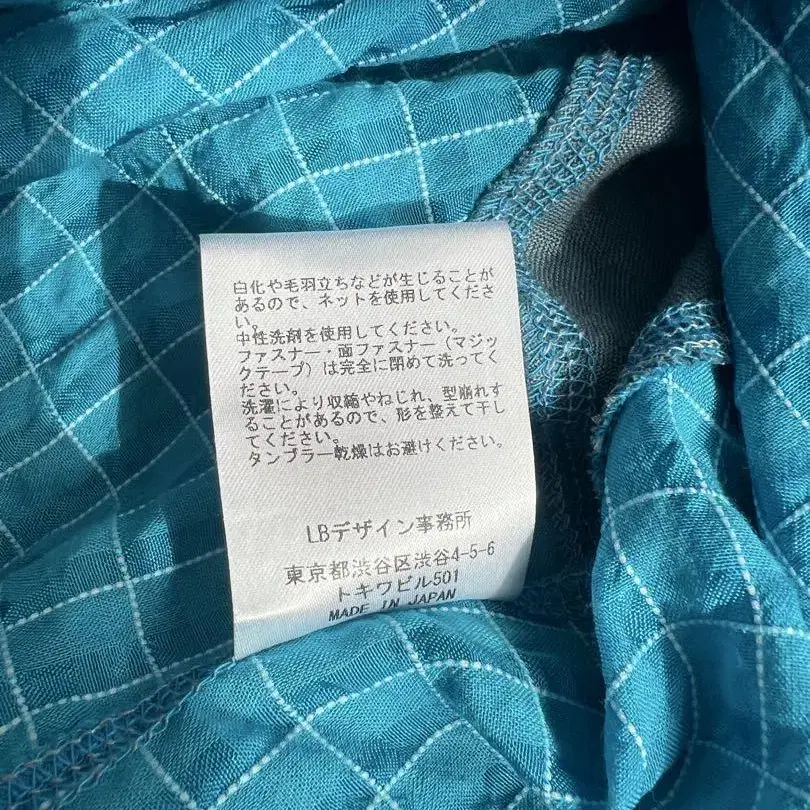 白化や毛羽立ちなどが生じることが
あるので、ネットを使用してくださ
い。
中性洗剤を使用してください。
ファスナー・面ファスナー（マジッ
クテープ）は完全に閉めて洗ってく
ださい。
洗濯により収縮やねじれ、型崩れす
ることがあるので、形を整えて干し
てください。
タンブラー乾燥はお避けください。
LBデザイン事務所
東京都渋谷区渋谷4-5-6
トキワビル501
MADE IN JAPAN